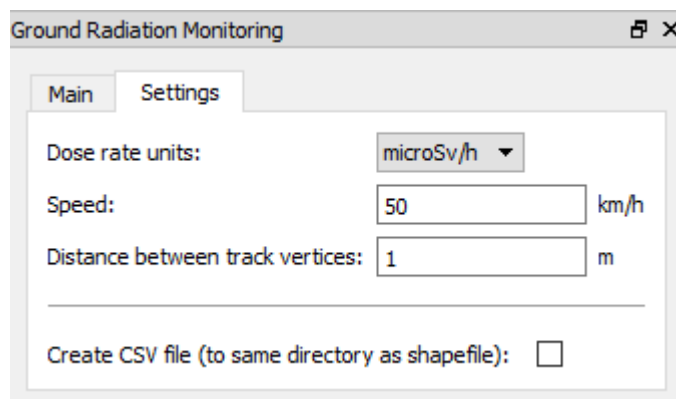 Ground Radiation Monitoring
Main Settings
Dose rate units: microSv/h
Speed: 50 km/h
Distance between track vertices: 1 m
Create CSV file (to same directory as shapefile):